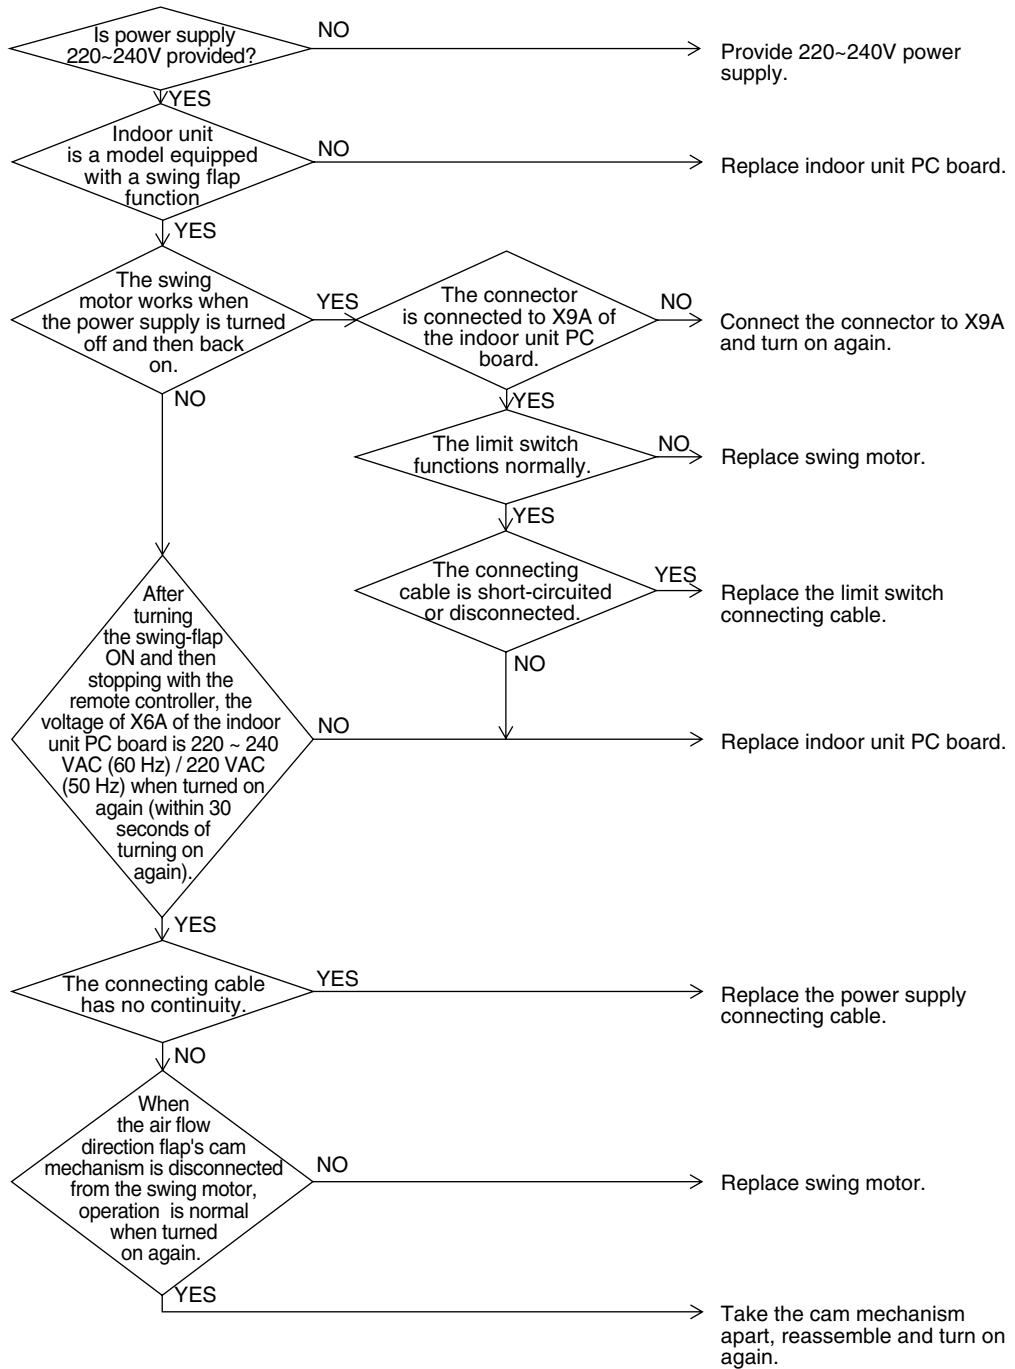 Is power supply
220~240V provided?
NO
Provide 220~240V power
supply.
YES
Indoor unit
is a model equipped
with a swing flap
function
NO
Replace indoor unit PC board.
YES
The swing
motor works when
the power supply is turned
off and then back
on.
YES
The connector
is connected to X9A of
the indoor unit PC
board.
NO
Connect the connector to X9A
and turn on again.
NO
YES
The limit switch
functions normally.
NO
Replace swing motor.
YES
The connecting
cable is short-circuited
or disconnected.
YES
Replace the limit switch
connecting cable.
NO
After
turning
the swing-flap
ON and then
stopping with the
remote controller, the
voltage of X6A of the indoor
unit PC board is 220 ~ 240
VAC (60 Hz) / 220 VAC
(50 Hz) when turned on
again (within 30
seconds of
turning on
again).
NO
Replace indoor unit PC board.
YES
The connecting cable
has no continuity.
YES
Replace the power supply
connecting cable.
NO
When
the air flow
direction flap's cam
mechanism is disconnected
from the swing motor,
operation is normal
when turned
on again.
NO
Replace swing motor.
YES
Take the cam mechanism
apart, reassemble and turn on
again.